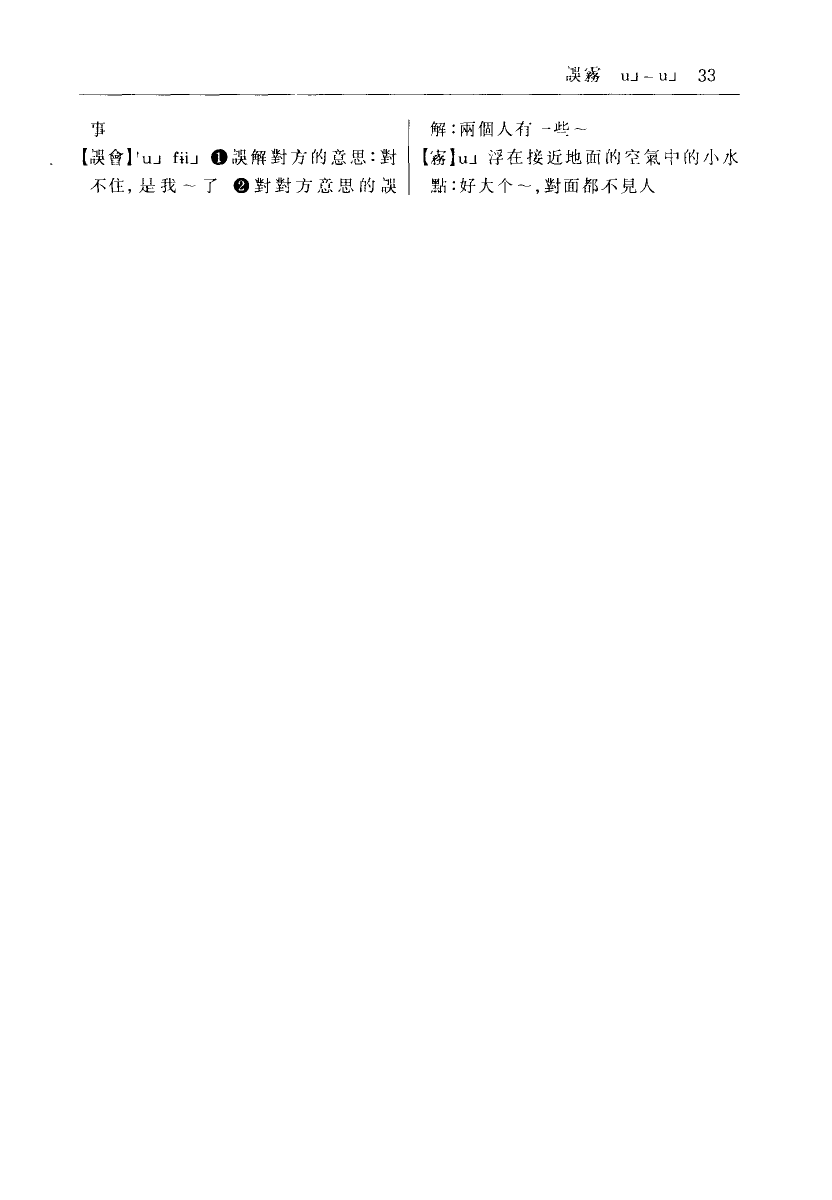 誤霧 u˩ – u˩ 33
事
【誤會】'u˩ fɨi˩ ❶誤解對方的意思：對
不住，是我～了 ❷對對方意思的誤
解：兩個人有一些～
【霧】u˩ 浮在接近地面的空氣中的小水
點：好大个～，對面都不見人